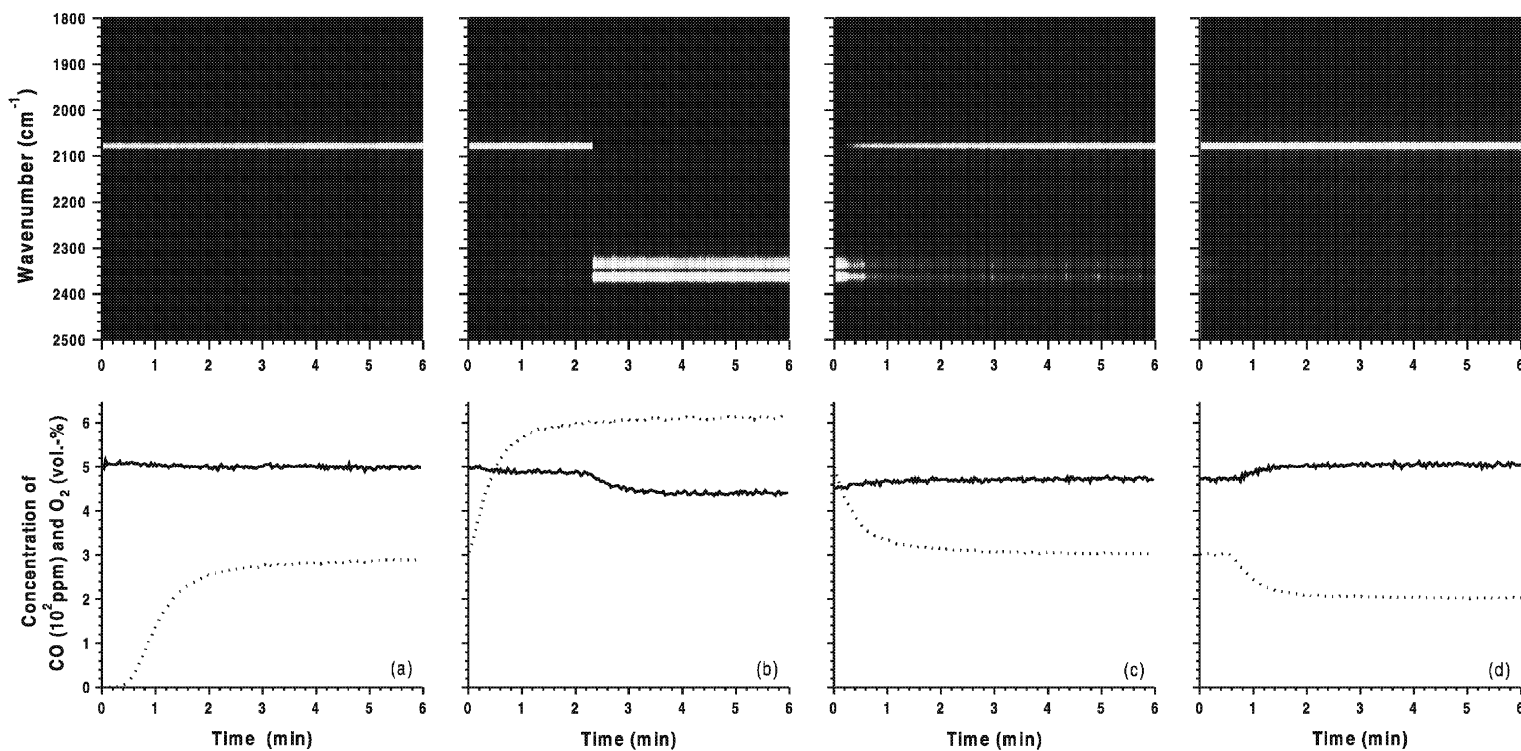 Wavenumber (cm⁻¹)
1800
1900
2000
2100
2200
2300
2400
2500
0 1 2 3 4 5 6
0 1 2 3 4 5 6
0 1 2 3 4 5 6
0 1 2 3 4 5 6
Concentration of
CO (10²ppm) and O₂ (vol.-%)
6
5
4
3
2
1
0
(a)
(b)
(c)
(d)
0 1 2 3 4 5 6
0 1 2 3 4 5 6
0 1 2 3 4 5 6
0 1 2 3 4 5 6
Time (min)
Time (min)
Time (min)
Time (min)